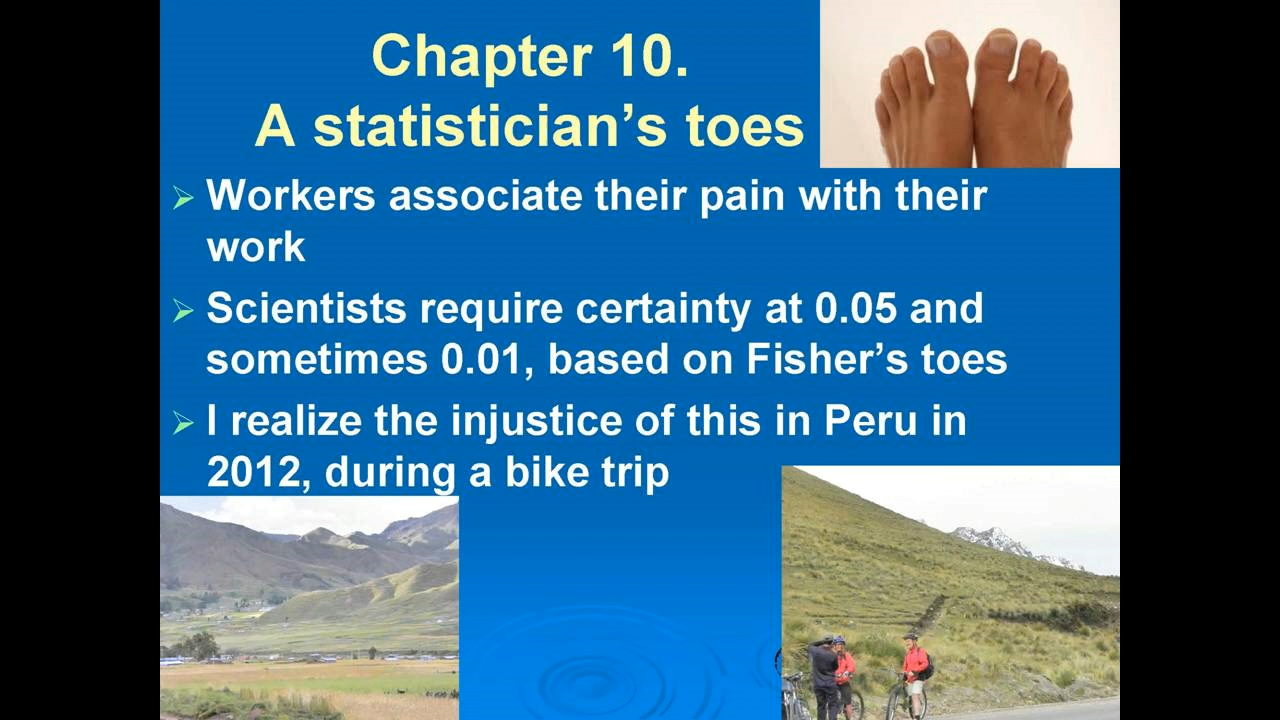 Chapter 10.
A statistician’s toes
Workers associate their pain with their
work
Scientists require certainty at 0.05 and
sometimes 0.01, based on Fisher’s toes
I realize the injustice of this in Peru in
2012, during a bike trip